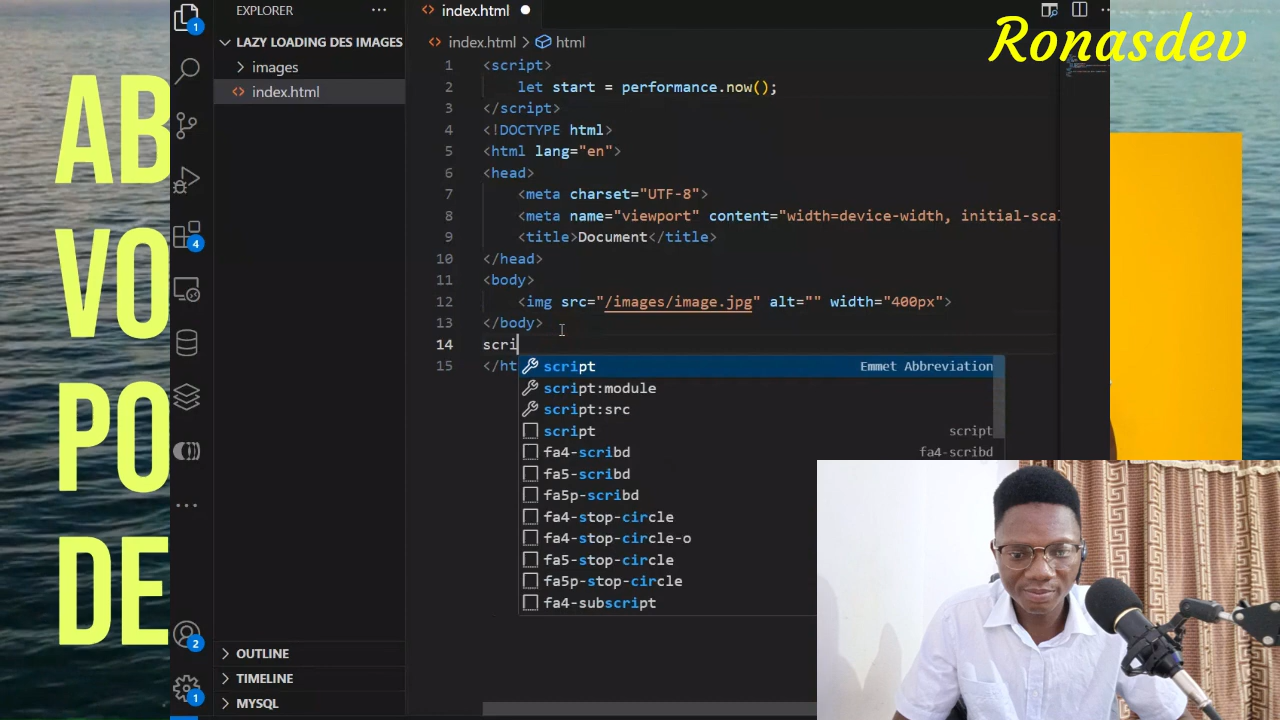 Ronasdev
AB
VO
PO
DE
1
4
2
1
EXPLORER
LAZY LOADING DES IMAGES
images
index.html
OUTLINE
TIMELINE
MYSQL
index.html
index.html > html
1 <script>
2 let start = performance.now();
3 </script>
4 <!DOCTYPE html>
5 <html lang="en">
6 <head>
7 <meta charset="UTF-8">
8 <meta name="viewport" content="width=device-width, initial-scal
9 <title>Document</title>
10 </head>
11 <body>
12 <img src="/images/image.jpg" alt="" width="400px">
13 </body>
14 scri
15 </ht
script Emmet Abbreviation
script:module
script:src
script script
fa4-scribd fa4-scribd
fa5-scribd
fa5p-scribd
fa4-stop-circle
fa4-stop-circle-o
fa5-stop-circle
fa5p-stop-circle
fa4-subscript